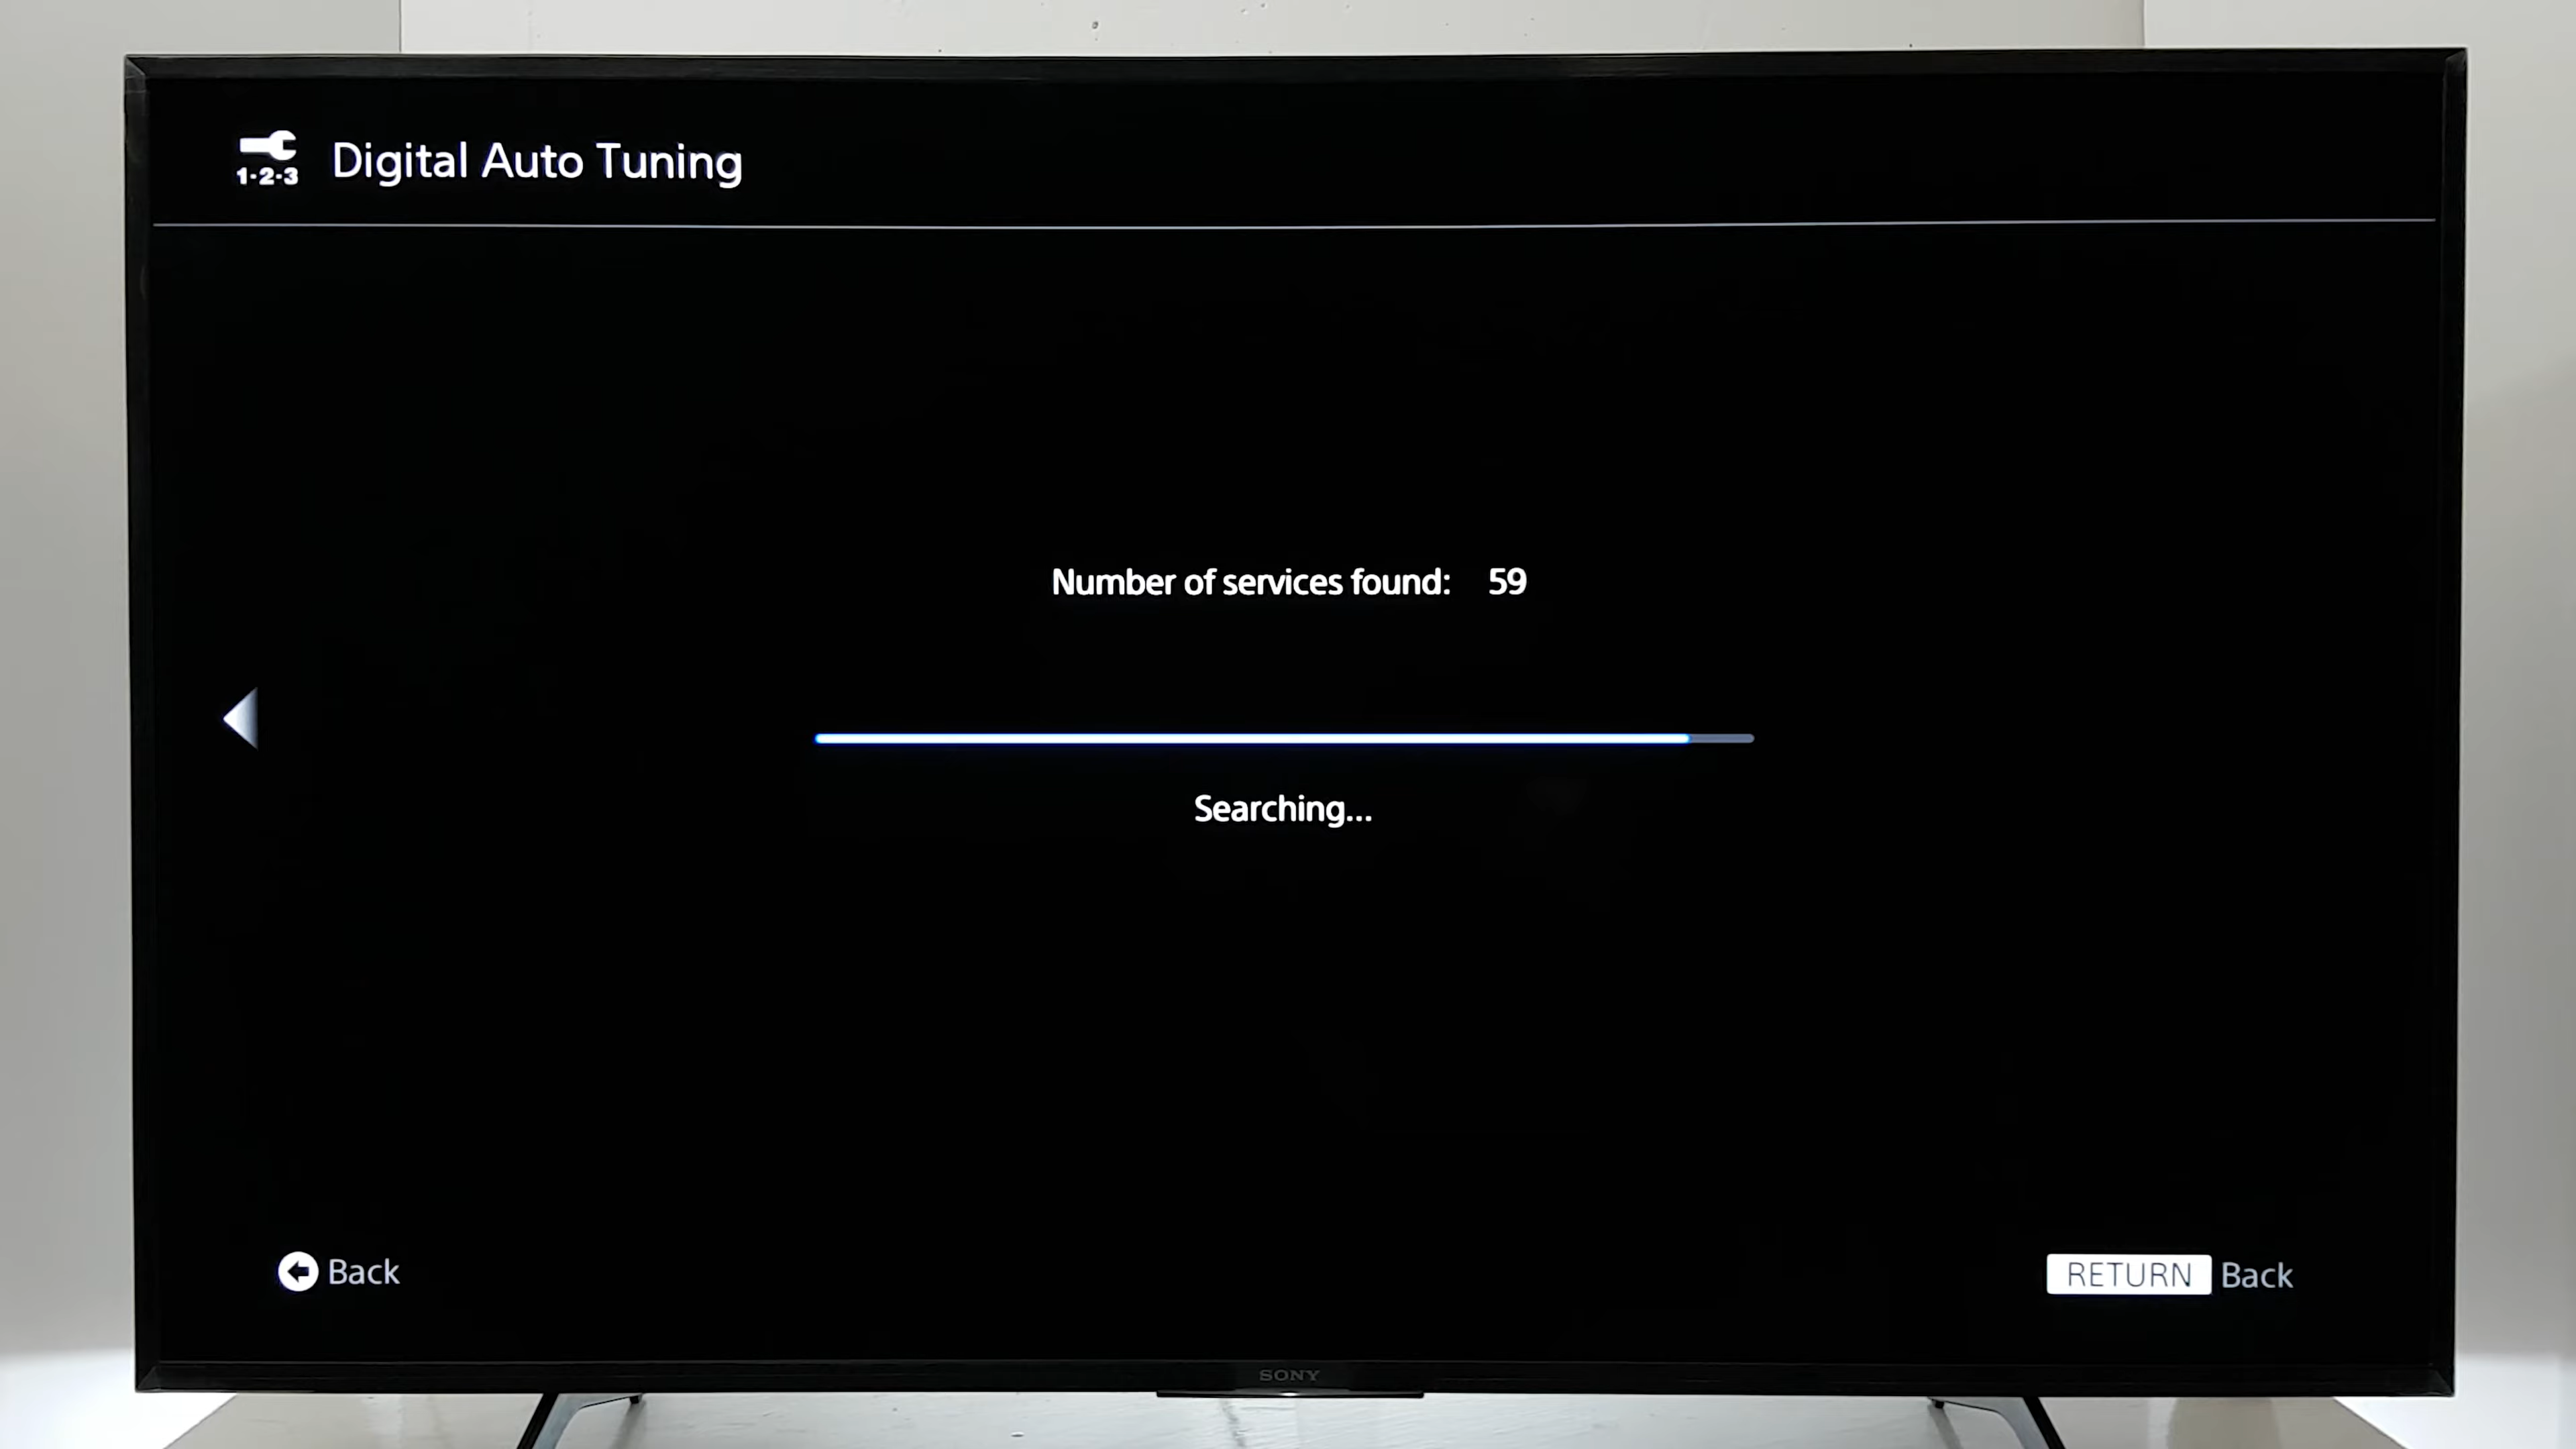 1·2·3
Digital Auto Tuning
Number of services found: 59
Searching...
Back
RETURN Back
SONY